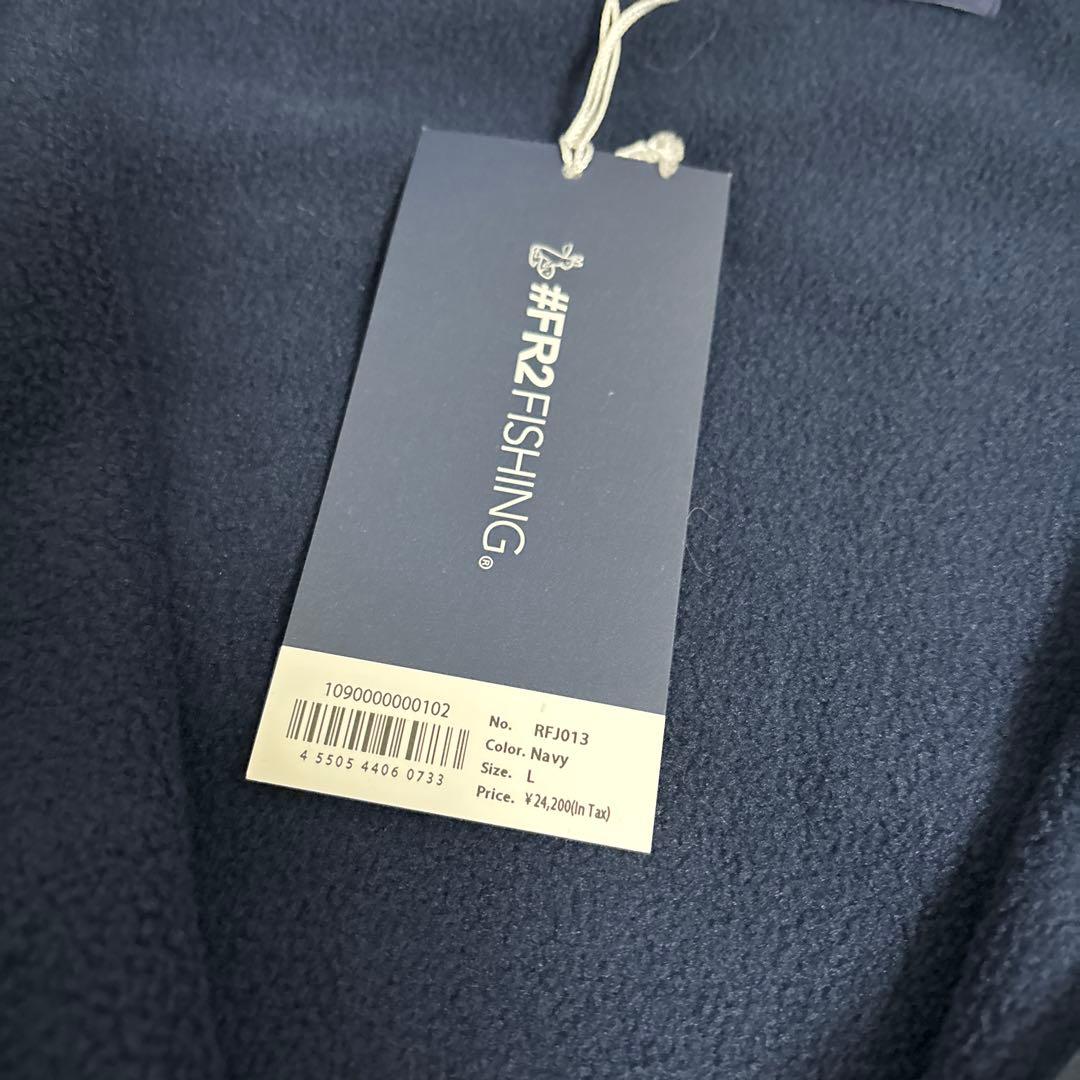 #FR2FISHING®
1090000000102
4 5505 4406 0733
No. RFJ013
Color. Navy
Size. L
Price. ¥24,200(In Tax)